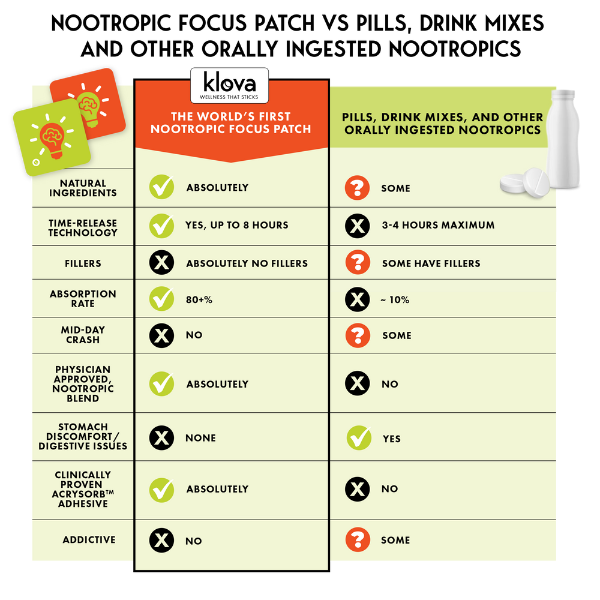 NOOTROPIC FOCUS PATCH VS PILLS, DRINK MIXES
AND OTHER ORALLY INGESTED NOOTROPICS
klova
WELLNESS THAT STICKS
THE WORLD'S FIRST
NOOTROPIC FOCUS PATCH
PILLS, DRINK MIXES, AND OTHER
ORALLY INGESTED NOOTROPICS
NATURAL
INGREDIENTS
ABSOLUTELY
SOME
TIME-RELEASE
TECHNOLOGY
YES, UP TO 8 HOURS
3-4 HOURS MAXIMUM
FILLERS
ABSOLUTELY NO FILLERS
SOME HAVE FILLERS
ABSORPTION
RATE
80+%
~ 10%
MID-DAY
CRASH
NO
SOME
PHYSICIAN
APPROVED,
NOOTROPIC
BLEND
ABSOLUTELY
NO
STOMACH
DISCOMFORT/
DIGESTIVE ISSUES
NONE
YES
CLINICALLY
PROVEN
ACRYSORB™
ADHESIVE
ABSOLUTELY
NO
ADDICTIVE
NO
SOME